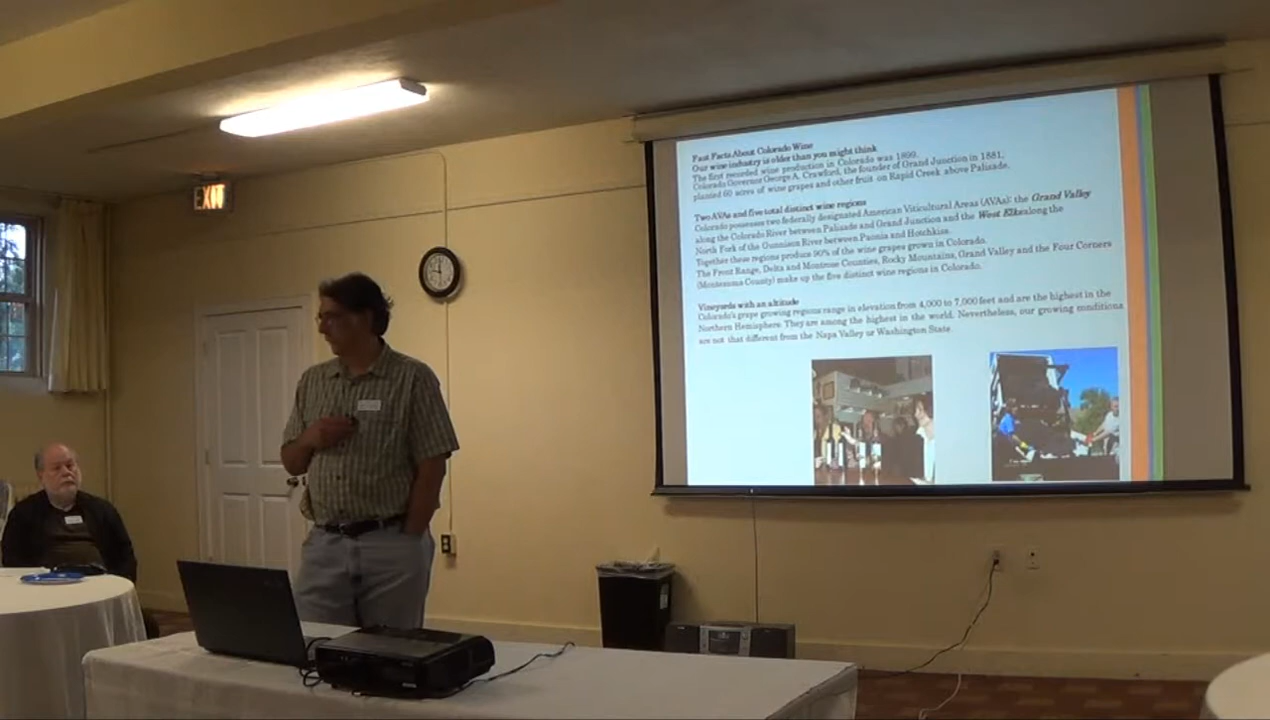 EXIT
Fast Facts About Colorado Wine
Our wine industry is older than you might think
The first recorded wine production in Colorado was 1899.
Colorado Governor George A. Crawford, the founder of Grand Junction in 1881,
planted 60 acres of wine grapes and other fruit on Rapid Creek above Palisade.
Two AVAs and five total distinct wine regions
Colorado possesses two federally designated American Viticultural Areas (AVAs): the Grand Valley
along the Colorado River between Palisade and Grand Junction and the West Elks along the
North Fork of the Gunnison River between Paonia and Hotchkiss.
Together these regions produce 90% of the wine grapes grown in Colorado.
The Front Range, Delta and Montrose Counties, Rocky Mountains, Grand Valley and the Four Corners
(Montezuma County) make up the five distinct wine regions in Colorado.
Vineyards with an altitude
Colorado's grape growing regions range in elevation from 4,000 to 7,000 feet and are the highest in the
Northern Hemisphere. They are among the highest in the world. Nevertheless, our growing conditions
are not that different from the Napa Valley or Washington State.